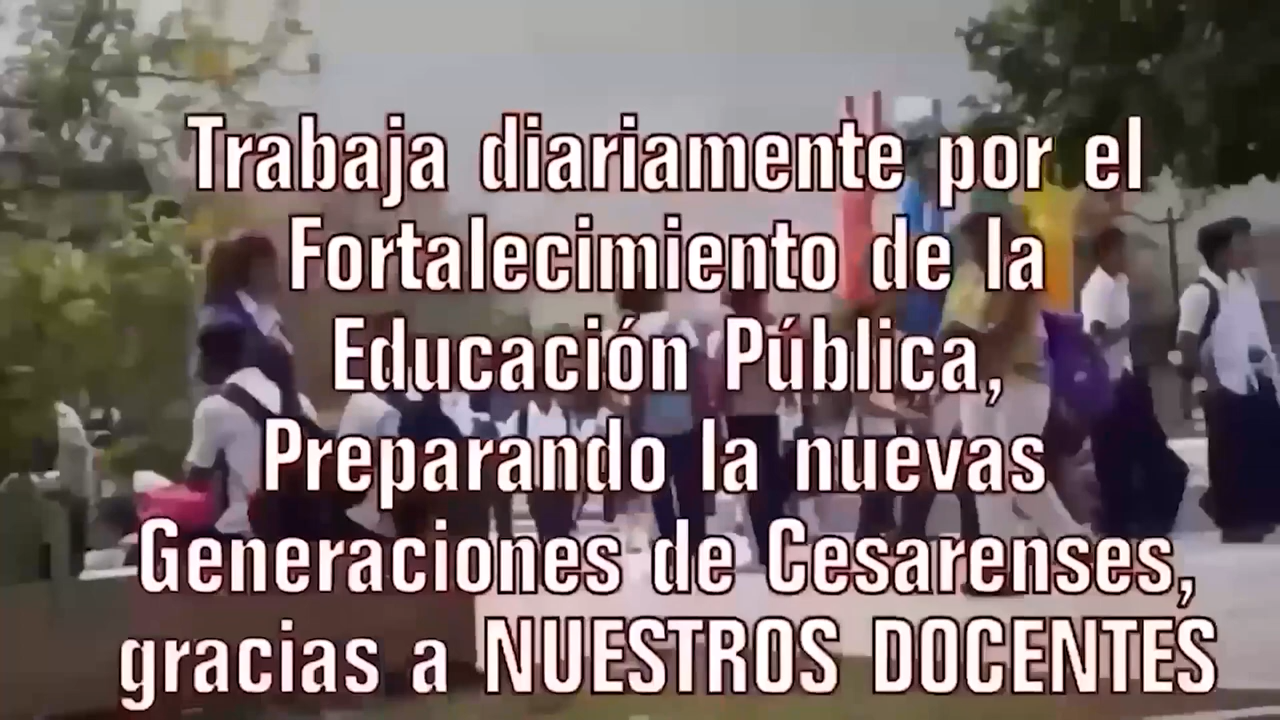 Trabaja diariamente por el
Fortalecimiento de la
Educación Pública,
Preparando la nuevas
Generaciones de Cesarenses,
gracias a NUESTROS DOCENTES